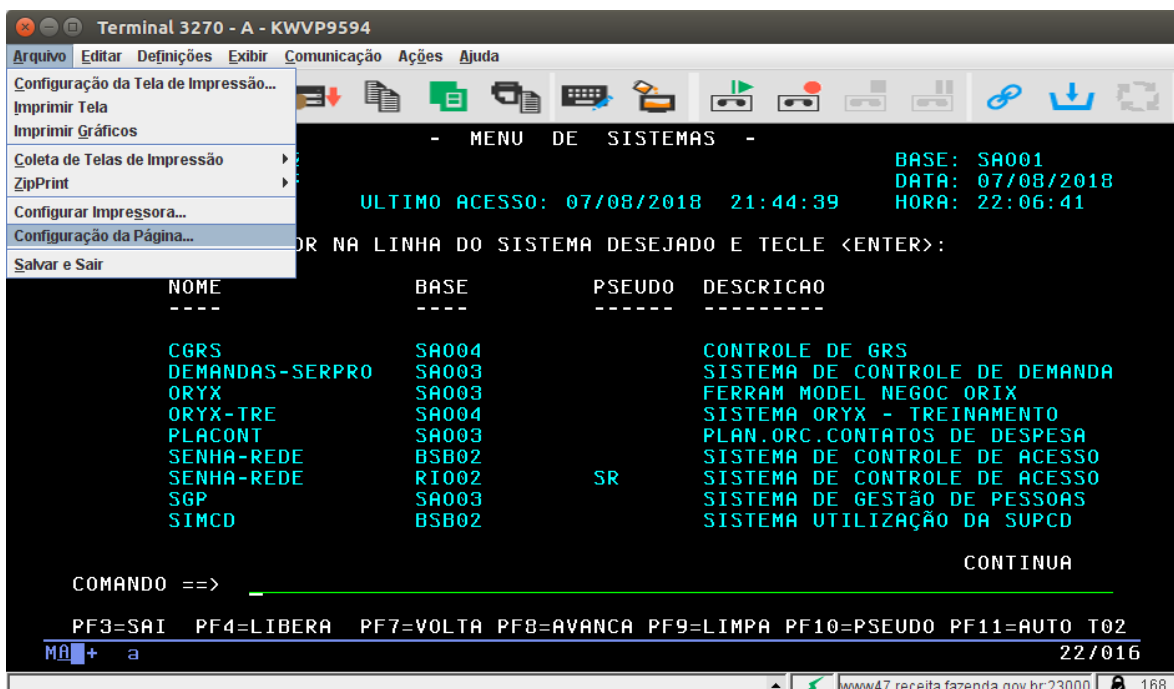 Terminal 3270 - A - KWVP9594
Arquivo Editar Definições Exibir Comunicação Ações Ajuda
Configuração da Tela de Impressão...
Imprimir Tela
Imprimir Gráficos
Coleta de Telas de Impressão
ZipPrint
Configurar Impressora...
Configuração da Página...
Salvar e Sair
- MENU DE SISTEMAS -
BASE: SAO01
DATA: 07/08/2018
ULTIMO ACESSO: 07/08/2018 21:44:39 HORA: 22:06:41
OR NA LINHA DO SISTEMA DESEJADO E TECLE <ENTER>:
NOME BASE PSEUDO DESCRICAO
---- ---- ------ ---------
CGRS SAO04 CONTROLE DE GRS
DEMANDAS-SERPRO SAO03 SISTEMA DE CONTROLE DE DEMANDA
ORYX SAO03 FERRAM MODEL NEGOC ORIX
ORYX-TRE SAO04 SISTEMA ORYX - TREINAMENTO
PLACONT SAO03 PLAN.ORC.CONTATOS DE DESPESA
SENHA-REDE BSB02 SISTEMA DE CONTROLE DE ACESSO
SENHA-REDE RIO02 SR SISTEMA DE CONTROLE DE ACESSO
SGP SAO03 SISTEMA DE GESTãO DE PESSOAS
SIMCD BSB02 SISTEMA UTILIZAÇÃO DA SUPCD
CONTINUA
COMANDO ==>
PF3=SAI PF4=LIBERA PF7=VOLTA PF8=AVANCA PF9=LIMPA PF10=PSEUDO PF11=AUTO T02
MA + a 22/016
www47.receita.fazenda.gov.br:23000 168